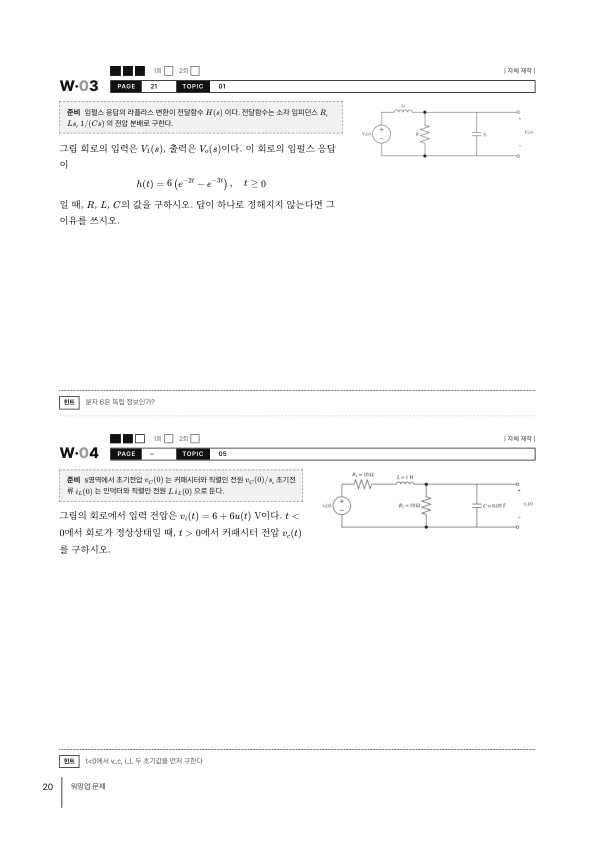 1회 2회
| 자체 제작 |
W·03 PAGE 21 TOPIC 01
준비 임펄스 응답의 라플라스 변환이 전달함수 H(s) 이다. 전달함수는 소자 임피던스 R,
Ls, 1/(Cs) 의 전압 분배로 구한다.
그림 회로의 입력은 V₁(s), 출력은 Vₒ(s)이다. 이 회로의 임펄스 응답
이
h(t) = 6 (e⁻²ᵗ − e⁻³ᵗ) , t ≥ 0
일 때, R, L, C의 값을 구하시오. 답이 하나로 정해지지 않는다면 그
이유를 쓰시오.
힌트 분자 6은 독립 정보인가?
1회 2회
| 자체 제작 |
W·04 PAGE – TOPIC 05
준비 s영역에서 초기전압 v_C(0) 는 커패시터와 직렬인 전원 v_C(0)/s, 초기전
류 i_L(0) 는 인덕터와 직렬인 전원 L i_L(0) 으로 둔다.
그림의 회로에서 입력 전압은 vᵢ(t) = 6 + 6u(t) V이다. t <
0에서 회로가 정상상태일 때, t > 0에서 커패시터 전압 v_c(t)
를 구하시오.
R₁ = 10 Ω
L = 1 H
R₂ = 10 Ω
C = 0.05 F
힌트 t<0에서 v_c, i_L 두 초기값을 먼저 구한다
20 워밍업 문제